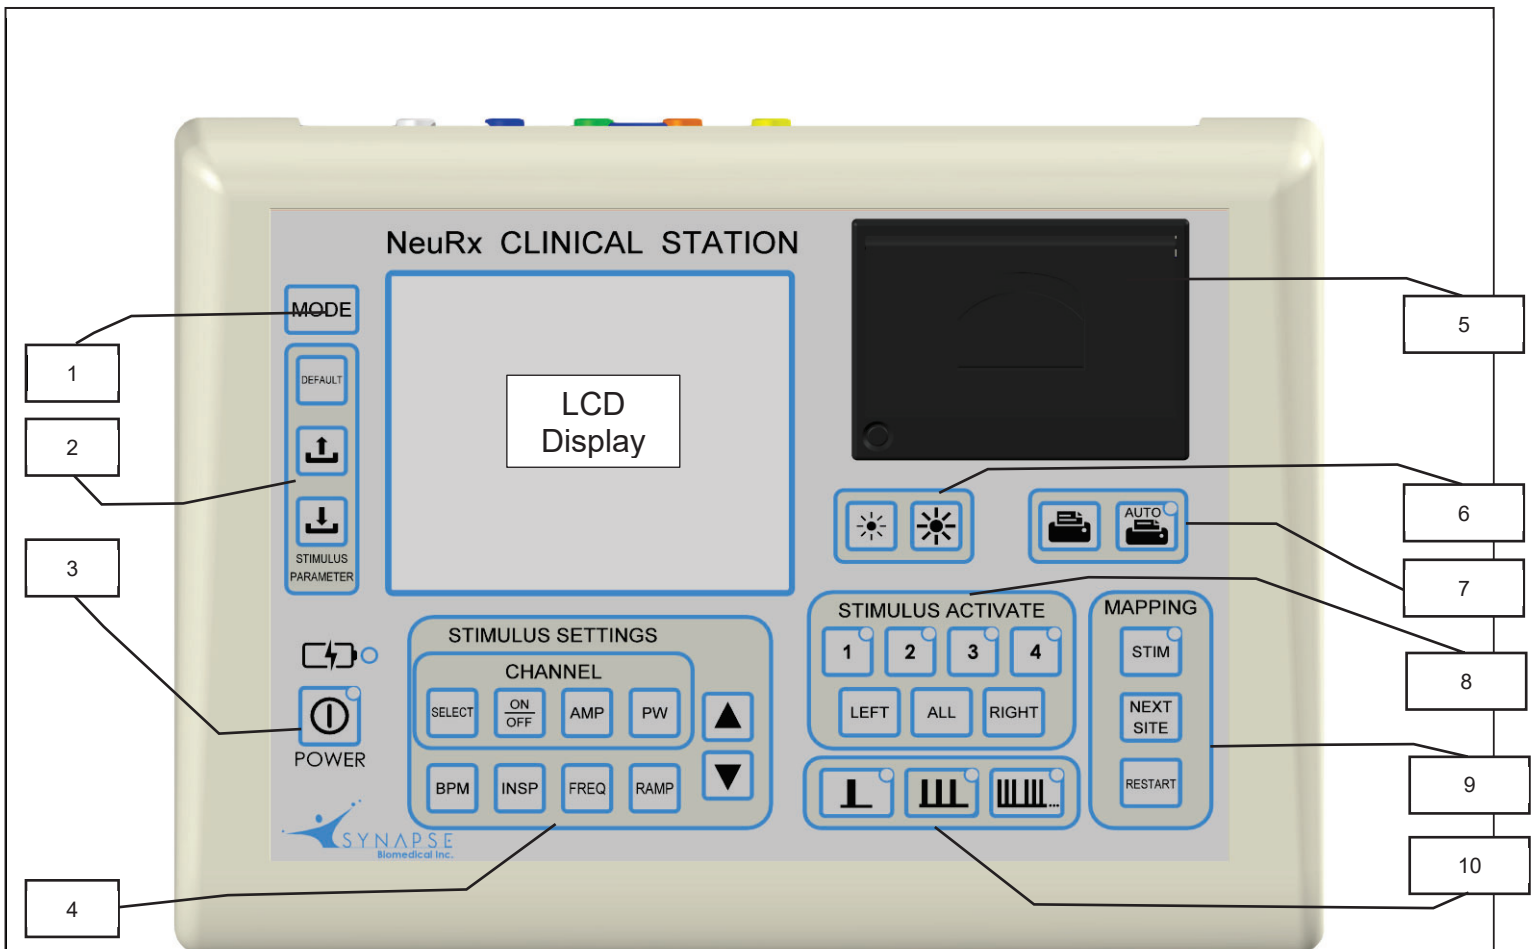 NeuRx CLINICAL STATION
MODE
DEFAULT
STIMULUS
PARAMETER
LCD
Display
POWER
SYNAPSE
Biomedical Inc.
STIMULUS SETTINGS
CHANNEL
SELECT
ON
OFF
AMP
PW
BPM
INSP
FREQ
RAMP
AUTO
STIMULUS ACTIVATE
1
2
3
4
LEFT
ALL
RIGHT
MAPPING
STIM
NEXT
SITE
RESTART
1
2
3
4
5
6
7
8
9
10